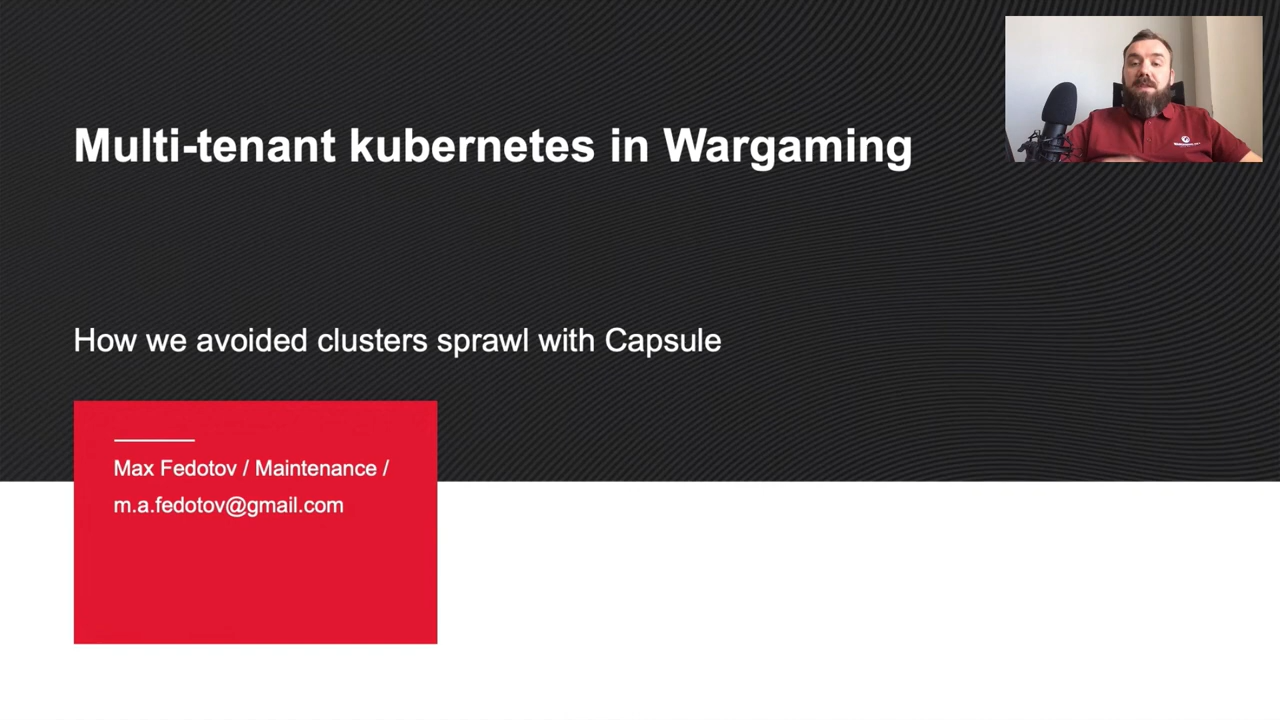 Multi-tenant kubernetes in Wargaming
How we avoided clusters sprawl with Capsule
Max Fedotov / Maintenance /
m.a.fedotov@gmail.com